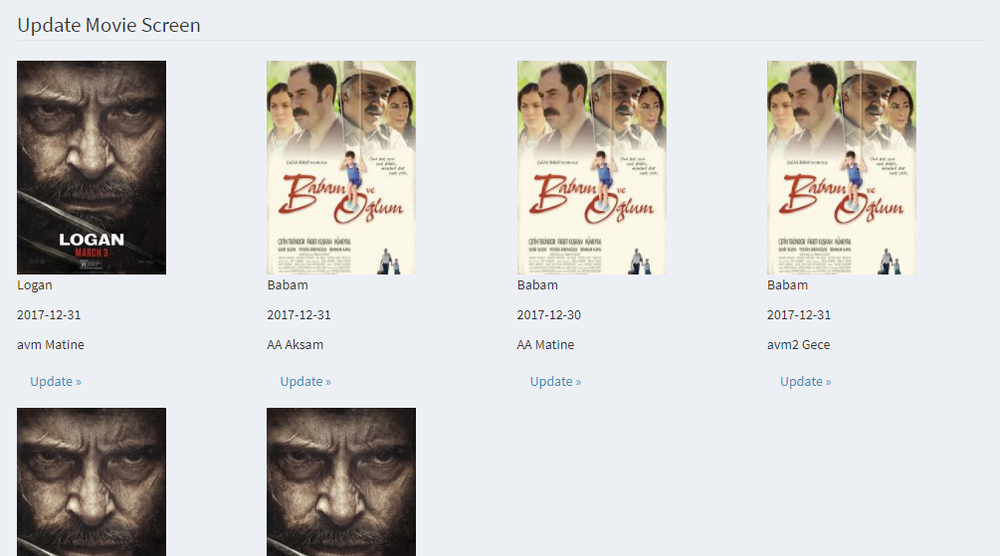 Update Movie Screen
LOGAN
MARCH 3
Babam ve
Oğlum
Babam ve
Oğlum
Babam ve
Oğlum
Logan
Babam
Babam
Babam
2017-12-31
2017-12-31
2017-12-30
2017-12-31
avm Matine
AA Aksam
AA Matine
avm2 Gece
Update »
Update »
Update »
Update »